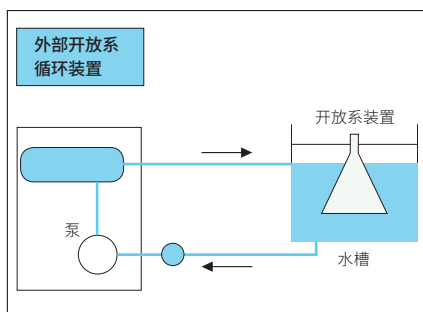 外部开放系
循环装置
开放系装置
泵
水槽